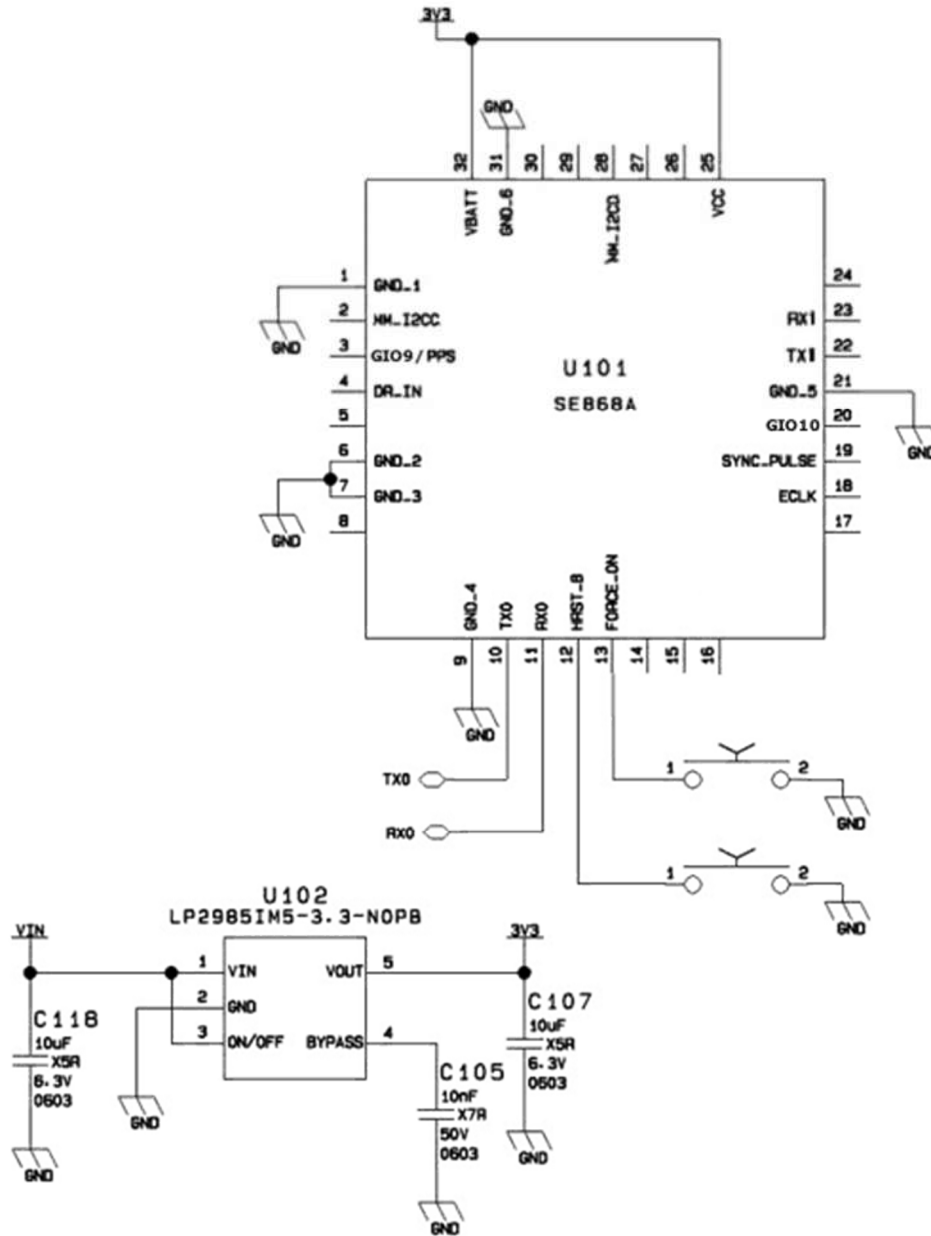 3V3
GND
32 31 30 29 28 27 26 25
VBATT GND_6 MM_I2CD VCC
1 GND_1
GND
2 MM_I2CC
3 GIO9/PPS
4 DR_IN
5
6 GND_2
7 GND_3
GND
8
U101
SE868A
24
RX1 23
TX1 22
GND_5 21
GND
GIO10 20
SYNC_PULSE 19
ECLK 18
17
GND_4 TX0 RX0 HRST_B FORCE_ON
9 10 11 12 13 14 15 16
GND
TX0
RX0
1 2
GND
1 2
GND
U102
LP2985IM5-3.3-NOPB
VIN
1 VIN VOUT 5
2 GND
3 ON/OFF BYPASS 4
GND
C118
10uF
X5R
6.3V
0603
GND
3V3
C107
10uF
X5R
6.3V
0603
GND
C105
10nF
X7R
50V
0603
GND